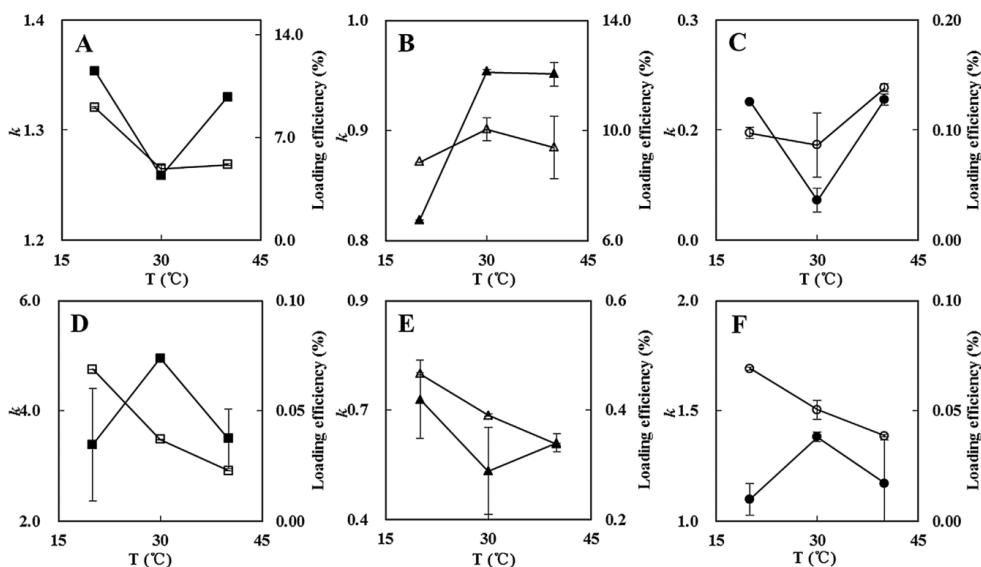 A
1.4
1.3
1.2
k
14.0
7.0
0.0
Loading efficiency (%)
15 30 45
T (℃)
B
1.0
0.9
0.8
k
14.0
10.0
6.0
Loading efficiency (%)
15 30 45
T (℃)
C
0.3
0.2
0.0
k
0.20
0.10
0.00
Loading efficiency (%)
15 30 45
T (℃)
D
6.0
4.0
2.0
k
0.10
0.05
0.00
Loading efficiency (%)
15 30 45
T (℃)
E
0.9
0.7
0.4
k
0.6
0.4
0.2
Loading efficiency (%)
15 30 45
T (℃)
F
2.0
1.5
1.0
k
0.10
0.05
0.00
Loading efficiency (%)
15 30 45
T (℃)